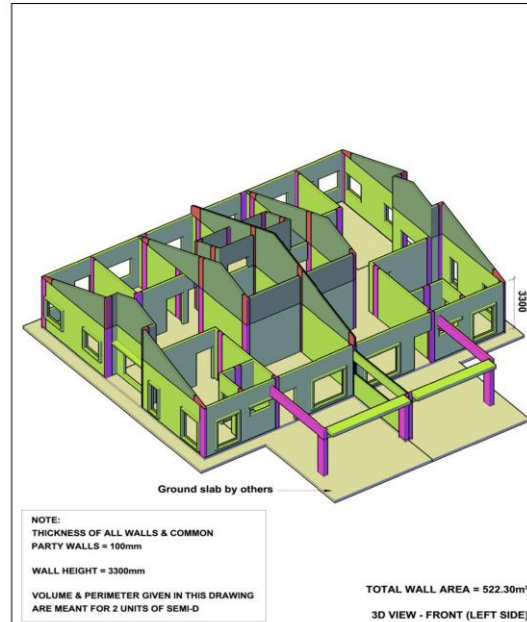 3300
Ground slab by others
NOTE:
THICKNESS OF ALL WALLS & COMMON
PARTY WALLS = 100mm
WALL HEIGHT = 3300mm
VOLUME & PERIMETER GIVEN IN THIS DRAWING
ARE MEANT FOR 2 UNITS OF SEMI-D
TOTAL WALL AREA = 522.30m²
3D VIEW - FRONT (LEFT SIDE)